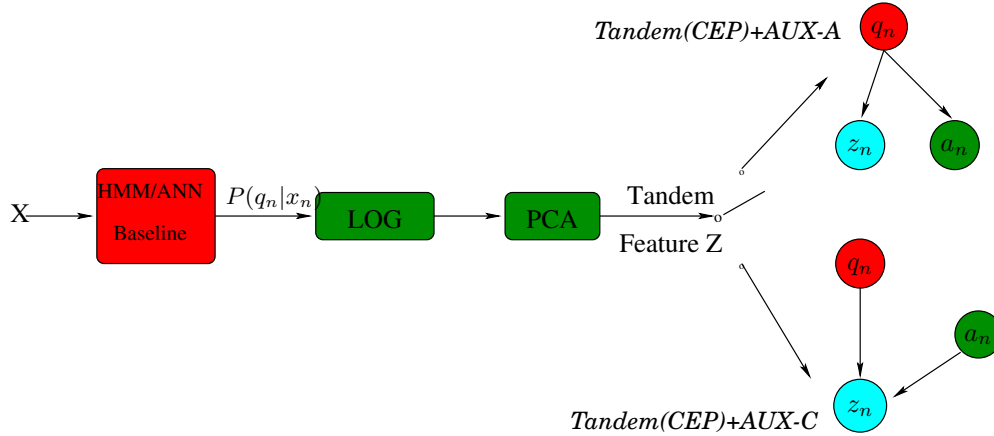 Tandem(CEP)+AUX-A
q_n
z_n
a_n
X
HMM/ANN
Baseline
P(q_n|x_n)
LOG
PCA
Tandem
Feature Z
q_n
a_n
z_n
Tandem(CEP)+AUX-C